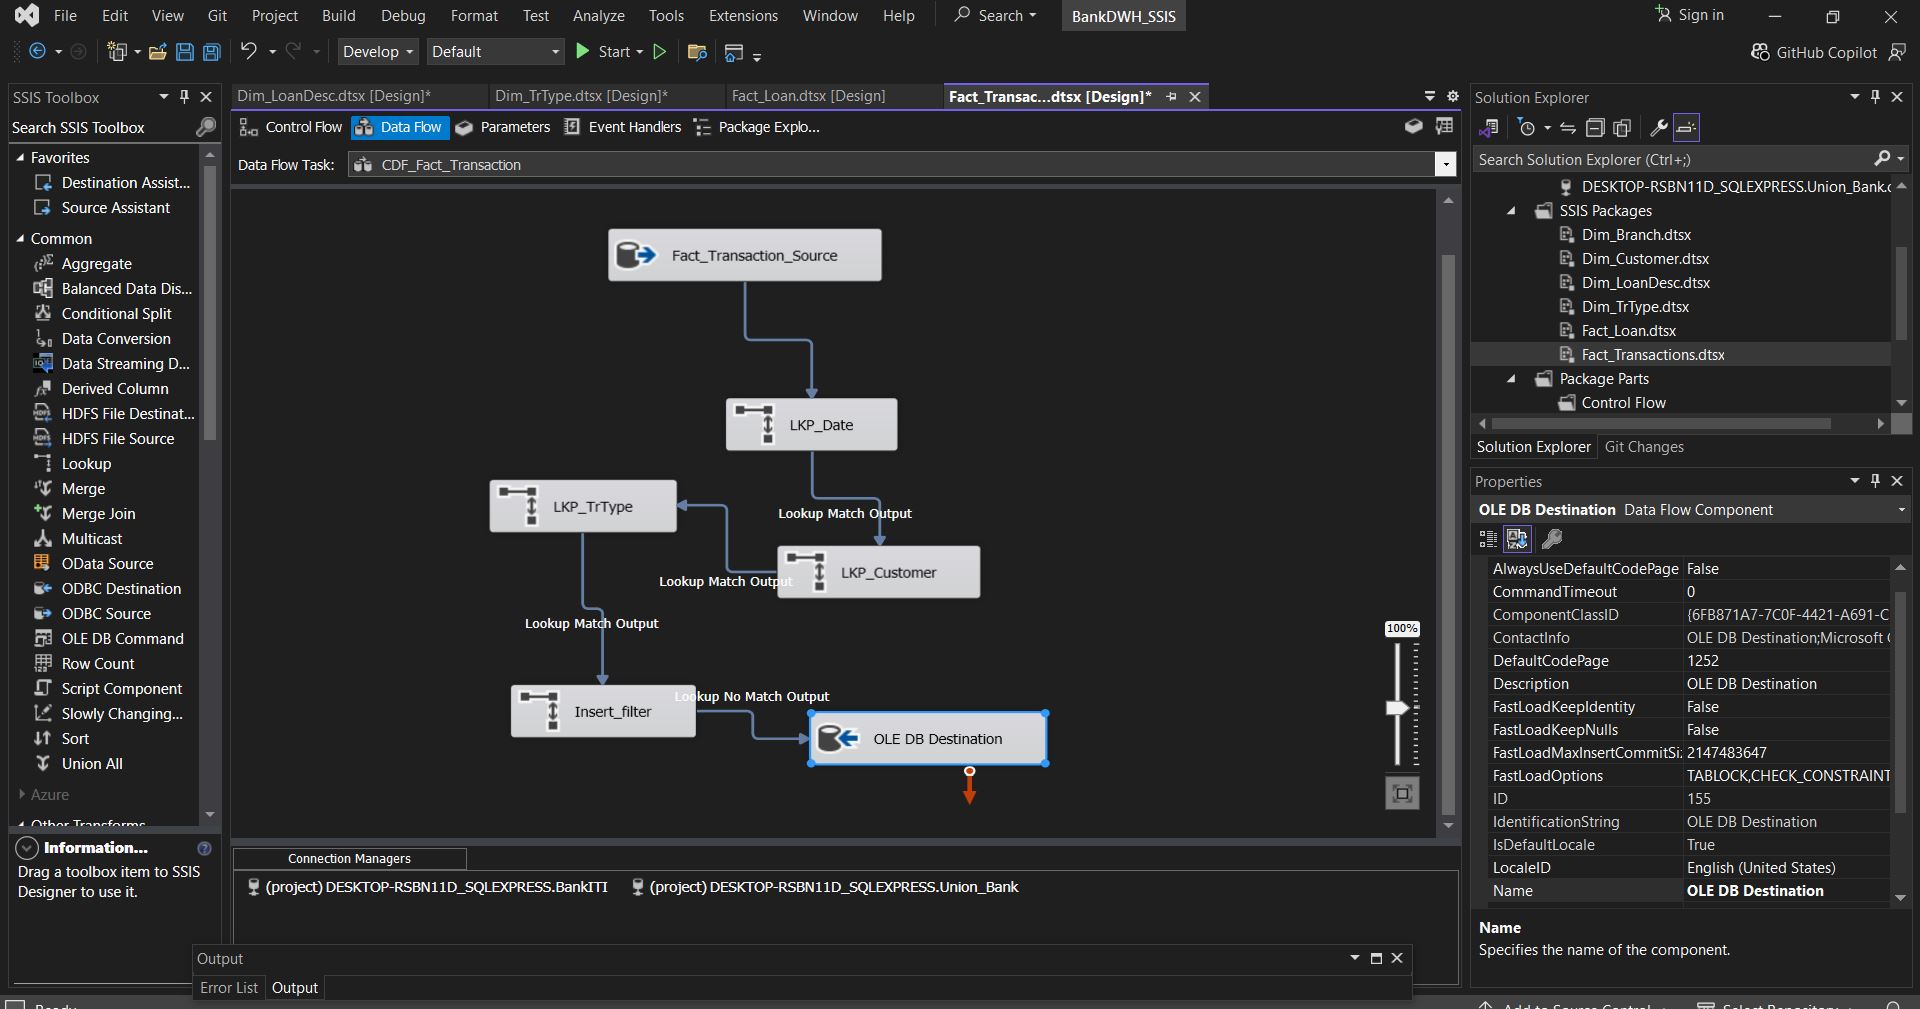 File Edit View Git Project Build Debug Format Test Analyze Tools Extensions Window Help Search BankDWH_SSIS Sign in
Develop Default Start GitHub Copilot
SSIS Toolbox
Search SSIS Toolbox
Favorites
Destination Assist...
Source Assistant
Common
Aggregate
Balanced Data Dis...
Conditional Split
Data Conversion
Data Streaming D...
Derived Column
HDFS File Destinat...
HDFS File Source
Lookup
Merge
Merge Join
Multicast
OData Source
ODBC Destination
ODBC Source
OLE DB Command
Row Count
Script Component
Slowly Changing...
Sort
Union All
Azure
Other Transforms
Information...
Drag a toolbox item to SSIS
Designer to use it.
Dim_LoanDesc.dtsx [Design]* Dim_TrType.dtsx [Design]* Fact_Loan.dtsx [Design] Fact_Transac...dtsx [Design]*
Control Flow Data Flow Parameters Event Handlers Package Explo...
Data Flow Task: CDF_Fact_Transaction
Fact_Transaction_Source
LKP_Date
LKP_TrType
Lookup Match Output
LKP_Customer
Lookup Match Output
Lookup Match Output
100%
Lookup No Match Output
Insert_filter
OLE DB Destination
Connection Managers
(project) DESKTOP-RSBN11D_SQLEXPRESS.BankITI (project) DESKTOP-RSBN11D_SQLEXPRESS.Union_Bank
Output
Error List Output
Ready
Solution Explorer
Search Solution Explorer (Ctrl+;)
DESKTOP-RSBN11D_SQLEXPRESS.Union_Bank.c
SSIS Packages
Dim_Branch.dtsx
Dim_Customer.dtsx
Dim_LoanDesc.dtsx
Dim_TrType.dtsx
Fact_Loan.dtsx
Fact_Transactions.dtsx
Package Parts
Control Flow
Solution Explorer Git Changes
Properties
OLE DB Destination Data Flow Component
AlwaysUseDefaultCodePage False
CommandTimeout 0
ComponentClassID {6FB871A7-7C0F-4421-A691-C
ContactInfo OLE DB Destination;Microsoft C
DefaultCodePage 1252
Description OLE DB Destination
FastLoadKeepIdentity False
FastLoadKeepNulls False
FastLoadMaxInsertCommitSi: 2147483647
FastLoadOptions TABLOCK,CHECK_CONSTRAINT
ID 155
IdentificationString OLE DB Destination
IsDefaultLocale True
LocaleID English (United States)
Name OLE DB Destination
Name
Specifies the name of the component.
Add to Source Control Select Repository